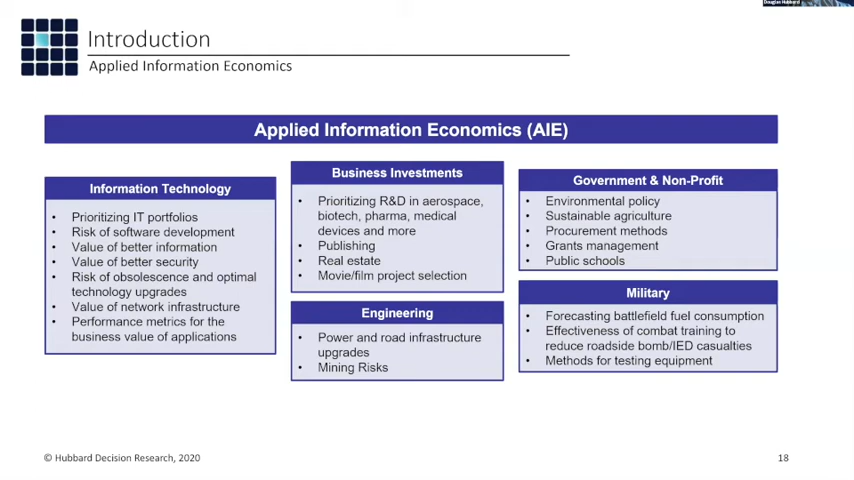 Douglas Hubbard
Introduction
Applied Information Economics
Applied Information Economics (AIE)
Information Technology
• Prioritizing IT portfolios
• Risk of software development
• Value of better information
• Value of better security
• Risk of obsolescence and optimal
technology upgrades
• Value of network infrastructure
• Performance metrics for the
business value of applications
Business Investments
• Prioritizing R&D in aerospace,
biotech, pharma, medical
devices and more
• Publishing
• Real estate
• Movie/film project selection
Engineering
• Power and road infrastructure
upgrades
• Mining Risks
Government & Non-Profit
• Environmental policy
• Sustainable agriculture
• Procurement methods
• Grants management
• Public schools
Military
• Forecasting battlefield fuel consumption
• Effectiveness of combat training to
reduce roadside bomb/IED casualties
• Methods for testing equipment
© Hubbard Decision Research, 2020
18